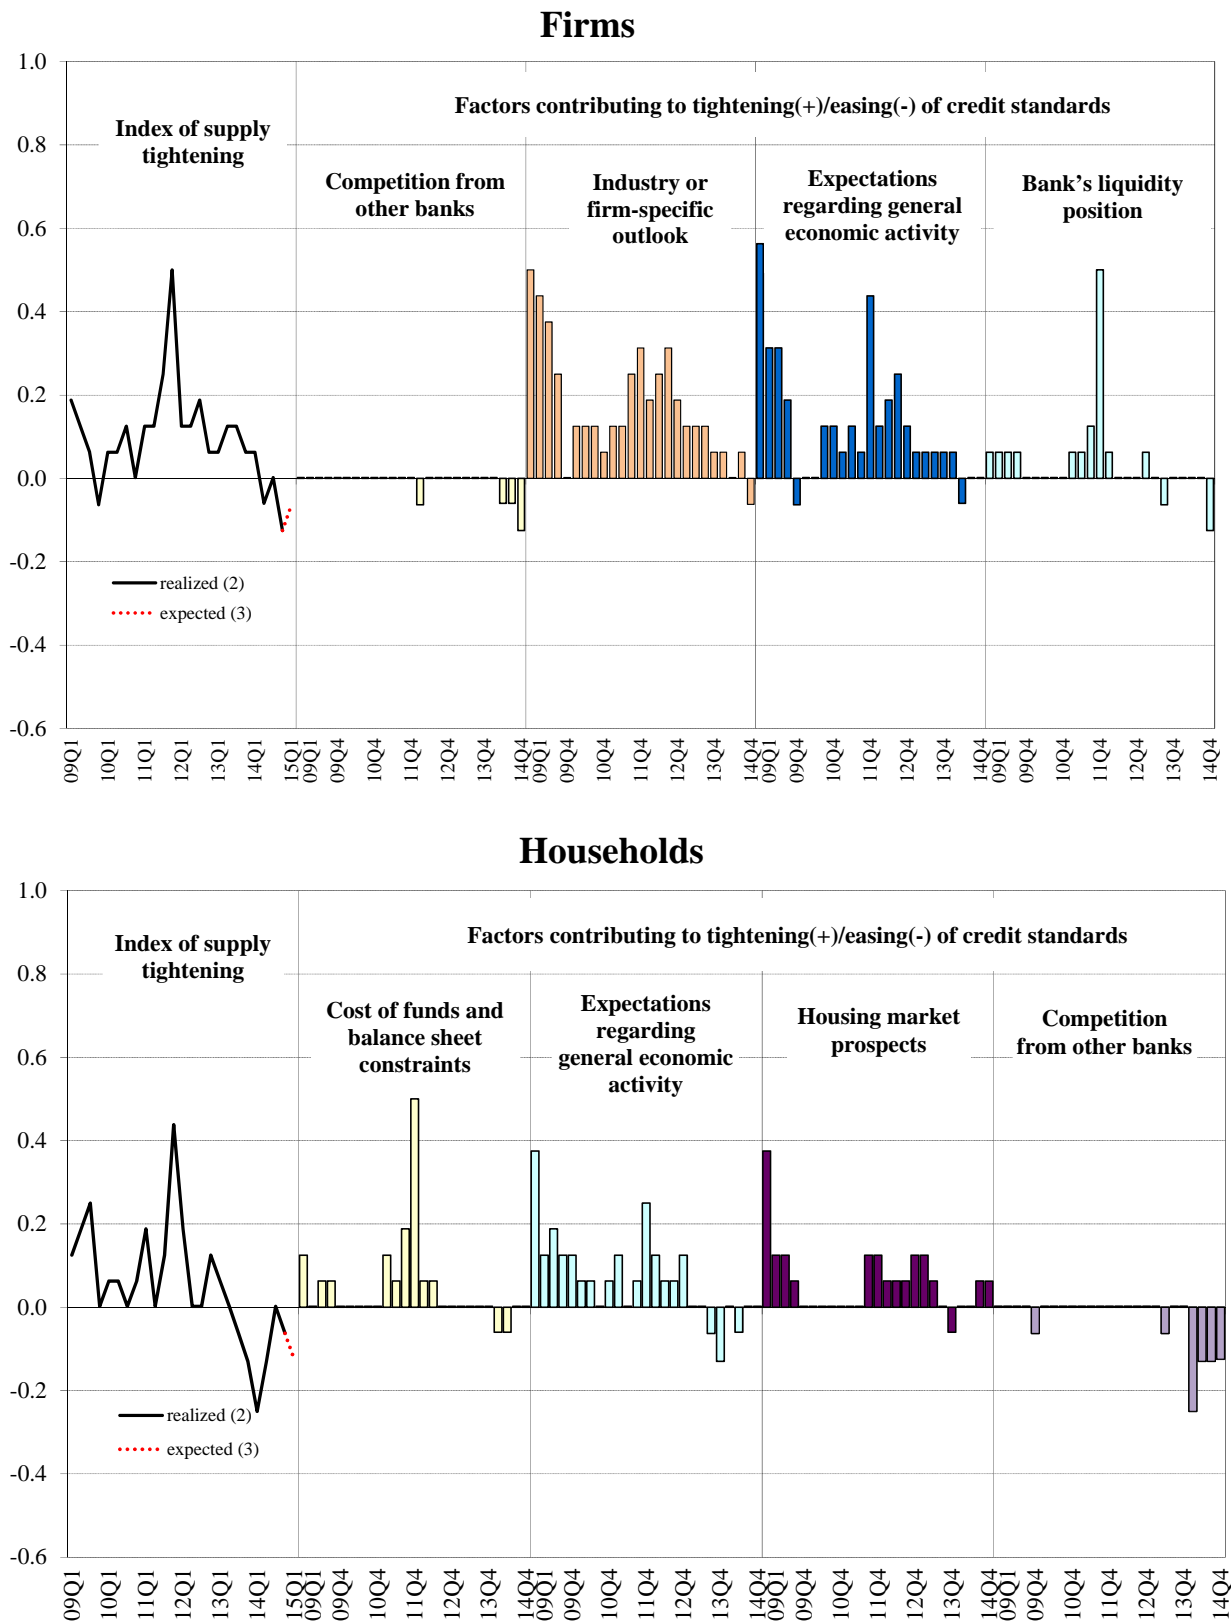 Firms
1.0
0.8
0.6
0.4
0.2
0.0
-0.2
-0.4
-0.6
Factors contributing to tightening(+)/easing(-) of credit standards
Index of supply
tightening
Competition from
other banks
Industry or
firm-specific
outlook
Expectations
regarding general
economic activity
Bank's liquidity
position
realized (2)
expected (3)
09Q1
10Q1
11Q1
12Q1
13Q1
14Q1
15Q1
09Q1
09Q4
10Q4
11Q4
12Q4
13Q4
14Q4
09Q1
09Q4
10Q4
11Q4
12Q4
13Q4
14Q4
09Q1
09Q4
10Q4
11Q4
12Q4
13Q4
14Q4
09Q1
09Q4
10Q4
11Q4
12Q4
13Q4
14Q4
Households
1.0
0.8
0.6
0.4
0.2
0.0
-0.2
-0.4
-0.6
Index of supply
tightening
Factors contributing to tightening(+)/easing(-) of credit standards
Cost of funds and
balance sheet
constraints
Expectations
regarding
general economic
activity
Housing market
prospects
Competition
from other banks
realized (2)
expected (3)
09Q1
10Q1
11Q1
12Q1
13Q1
14Q1
15Q1
09Q1
09Q4
10Q4
11Q4
12Q4
13Q4
14Q4
09Q1
09Q4
10Q4
11Q4
12Q4
13Q4
14Q4
09Q1
09Q4
10Q4
11Q4
12Q4
13Q4
14Q4
09Q1
09Q4
10Q4
11Q4
12Q4
13Q4
14Q4